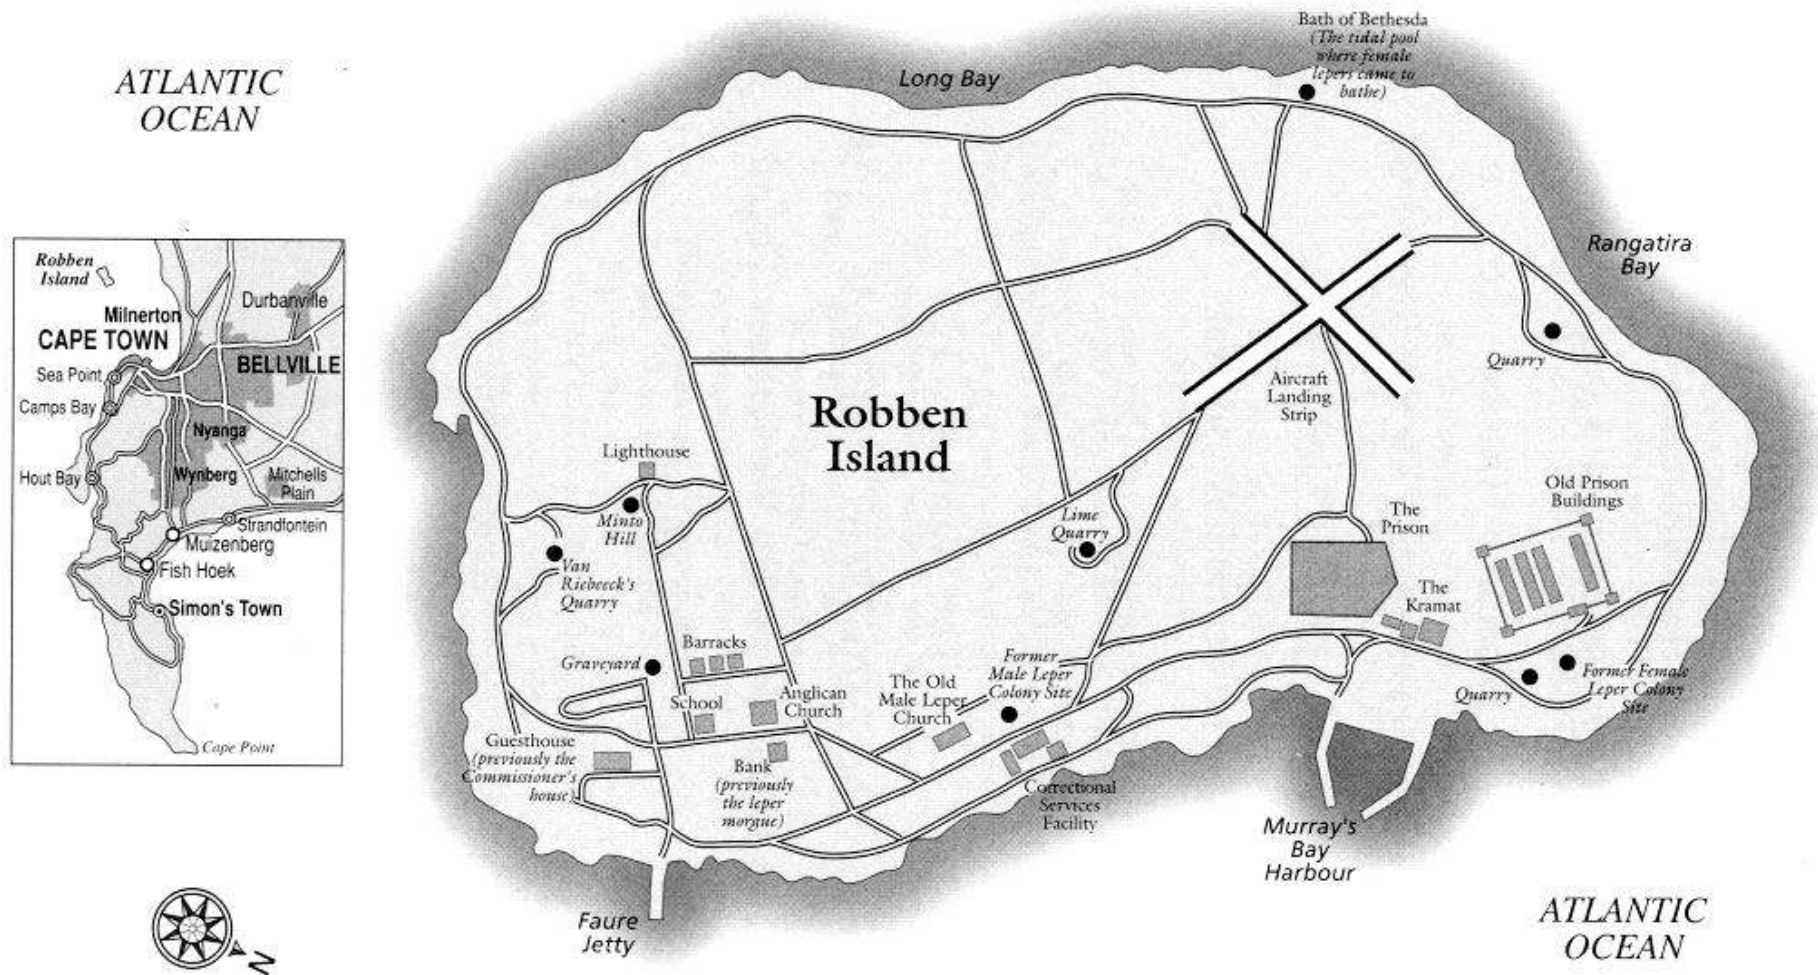 ATLANTIC
OCEAN
Robben
Island
Milnerton
Durbanville
CAPE TOWN
BELLVILLE
Sea Point
Camps Bay
Nyanga
Hout Bay
Wynberg
Mitchells
Plain
Strandfontein
Muizenberg
Fish Hoek
Simon's Town
Cape Point
N
Long Bay
Bath of Bethesda
(The tidal pool
where female
lepers came to
bathe)
Rangatira
Bay
Quarry
Aircraft
Landing
Strip
Robben
Island
Lighthouse
Minto
Hill
Van
Riebeeck's
Quarry
Lime
Quarry
The
Prison
Old Prison
Buildings
The
Kramat
Barracks
Graveyard
School
Anglican
Church
The Old
Male Leper
Church
Former
Male Leper
Colony Site
Quarry
Former Female
Leper Colony
Site
Guesthouse
(previously the
Commissioner's
house)
Bank
(previously
the leper
morgue)
Correctional
Services
Facility
Murray's
Bay
Harbour
Faure
Jetty
ATLANTIC
OCEAN